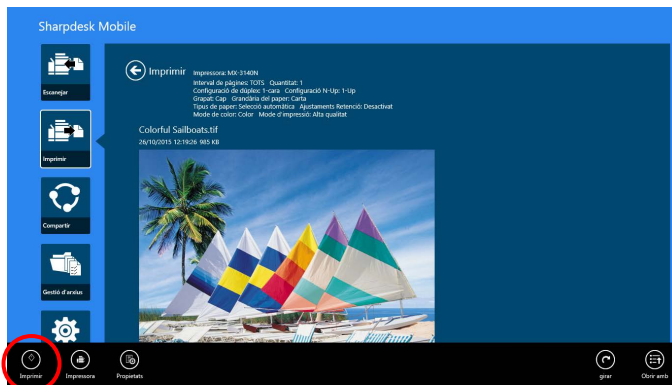 Sharpdesk Mobile
Escanejar
Imprimir
Compartir
Gestió d'arxius
Imprimir
Impressora: MX-3140N
Interval de pàgines: TOTS Quantitat: 1
Configuració de dúplex: 1-cara Configuració N-Up: 1-Up
Grapat: Cap Grandària del paper: Carta
Tipus de paper: Selecció automàtica Ajustaments Retenció: Desactivat
Mode de color: Color Mode d'impressió: Alta qualitat
Colorful Sailboats.tif
26/10/2015 12:19:26 985 KB
Imprimir
Impressora
Propietats
girar
Obrir amb